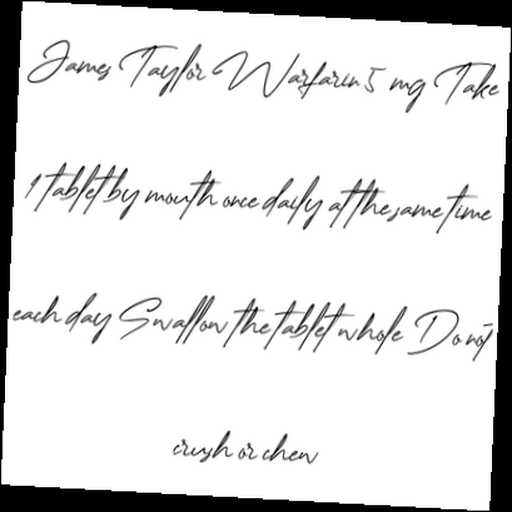 James Taylor Warfarin 5 mg Take
1 tablet by mouth once daily at the same time
each day Swallow the tablet whole Do not
crush or chew